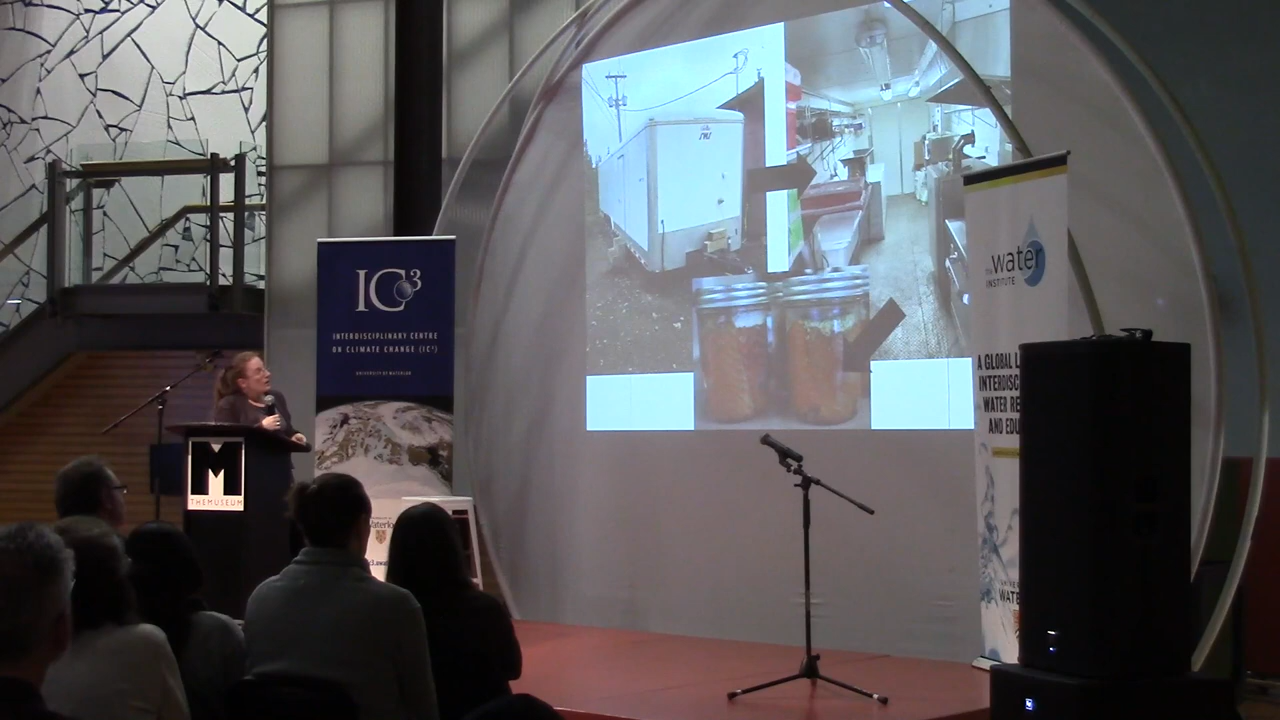 IC³
INTERDISCIPLINARY CENTRE
ON CLIMATE CHANGE (IC³)
UNIVERSITY OF WATERLOO
M
THEMUSEUM
the water
INSTITUTE
A GLOBAL
INTERDISC
WATER RE
AND EDU
WATE